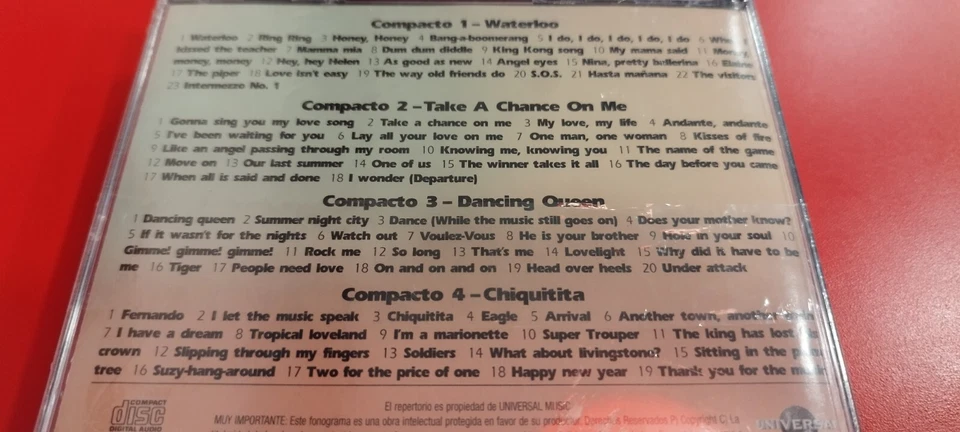 Compacto 1 – Waterloo
1 Waterloo 2 Ring Ring 3 Honey, Honey 4 Bang-a-boomerang 5 I do, I do, I do, I do, I do 6 When I
kissed the teacher 7 Mamma mia 8 Dum dum diddle 9 King Kong song 10 My mama said 11 Money,
money, money 12 Hey, hey Helen 13 As good as new 14 Angel eyes 15 Nina, pretty ballerina 16 Elaine
17 The piper 18 Love isn't easy 19 The way old friends do 20 S.O.S. 21 Hasta mañana 22 The visitors
23 Intermezzo No. 1
Compacto 2 – Take A Chance On Me
1 Gonna sing you my love song 2 Take a chance on me 3 My love, my life 4 Andante, andante
5 I've been waiting for you 6 Lay all your love on me 7 One man, one woman 8 Kisses of fire
9 Like an angel passing through my room 10 Knowing me, knowing you 11 The name of the game
12 Move on 13 Our last summer 14 One of us 15 The winner takes it all 16 The day before you came
17 When all is said and done 18 I wonder (Departure)
Compacto 3 – Dancing Queen
1 Dancing queen 2 Summer night city 3 Dance (While the music still goes on) 4 Does your mother know?
5 If it wasn't for the nights 6 Watch out 7 Voulez-Vous 8 He is your brother 9 Hole in your soul 10
Gimme! gimme! gimme! 11 Rock me 12 So long 13 That's me 14 Lovelight 15 Why did it have to be
me 16 Tiger 17 People need love 18 On and on and on 19 Head over heels 20 Under attack
Compacto 4 – Chiquitita
1 Fernando 2 I let the music speak 3 Chiquitita 4 Eagle 5 Arrival 6 Another town, another
7 I have a dream 8 Tropical loveland 9 I'm a marionette 10 Super Trouper 11 The king has lost
crown 12 Slipping through my fingers 13 Soldiers 14 What about livingstone? 15 Sitting in the
tree 16 Suzy-hang-around 17 Two for the price of one 18 Happy new year 19 Thank you for the
COMPACT
disc
DIGITAL AUDIO
El repertorio es propiedad de UNIVERSAL MUSIC
MUY IMPORTANTE: Este fonograma es una obra intelectual protegida en favor de su productor. Reservados P) Copyright C) La
UNIVERSAL